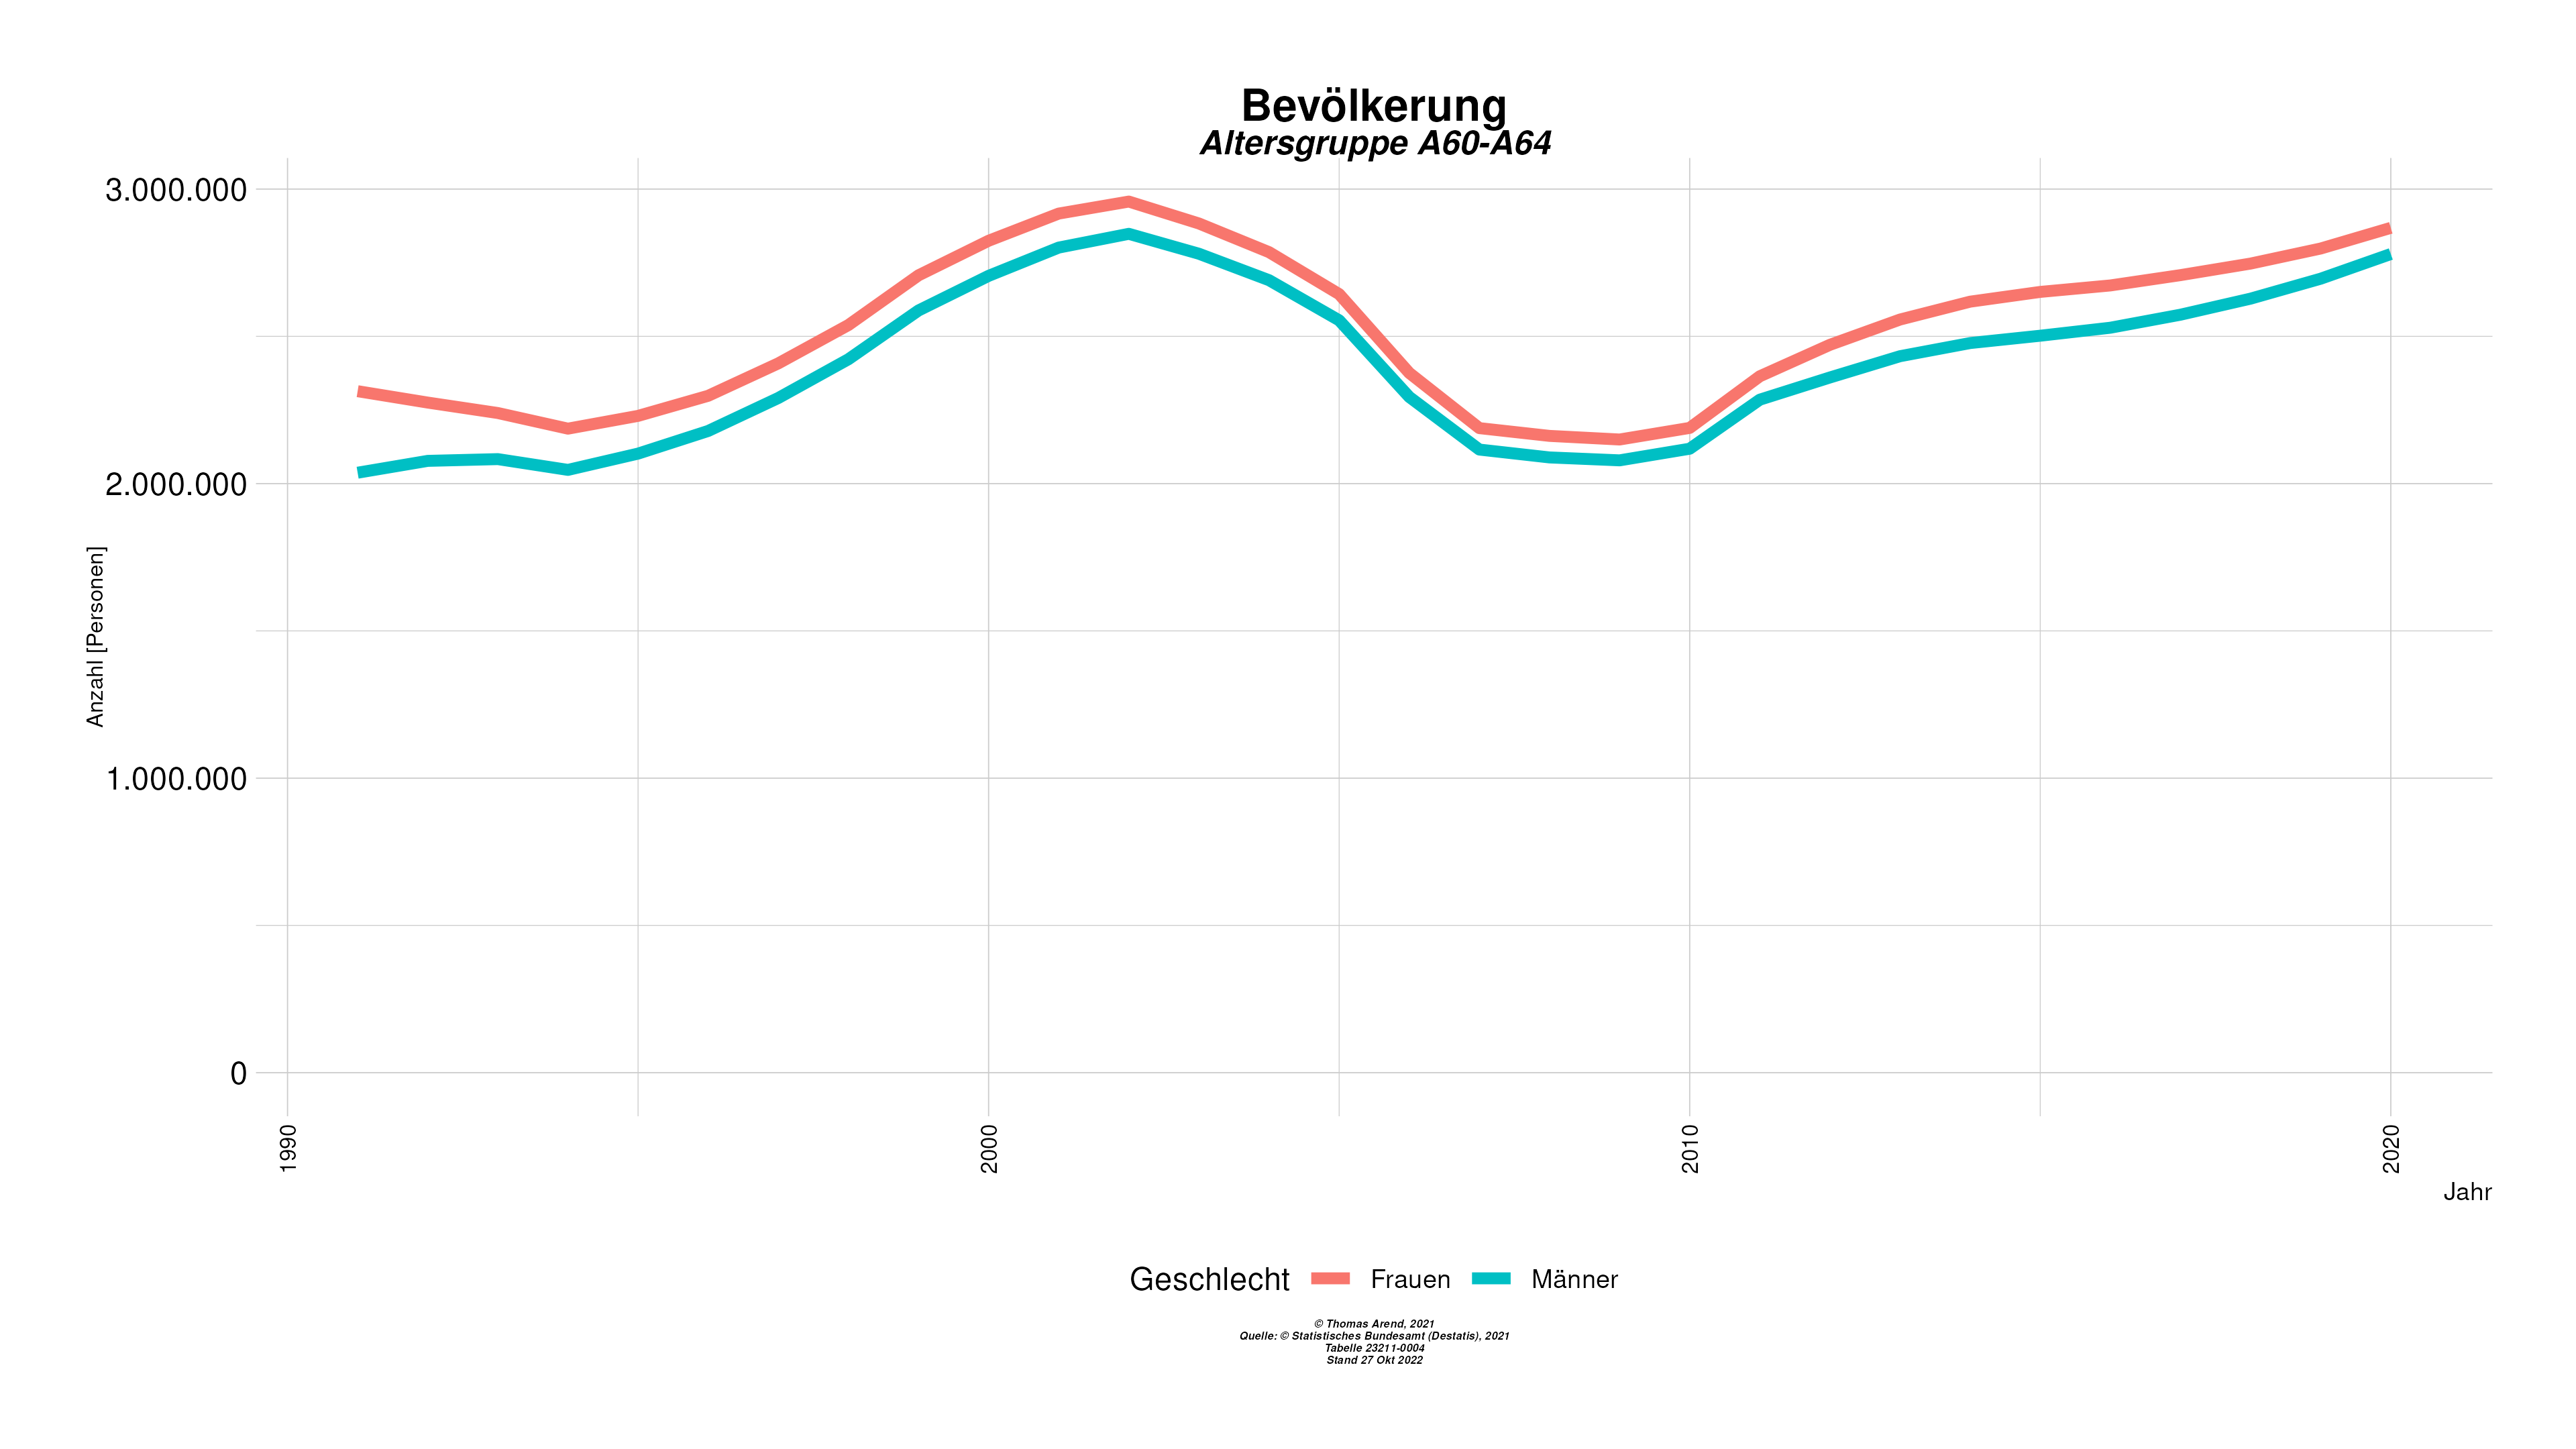 Bevölkerung
Altersgruppe A60-A64
3.000.000
2.000.000
1.000.000
0
Anzahl [Personen]
1990
2000
2010
2020
Jahr
Geschlecht Frauen Männer
© Thomas Arend, 2021
Quelle: © Statistisches Bundesamt (Destatis), 2021
Tabelle 23211-0004
Stand 27 Okt 2022